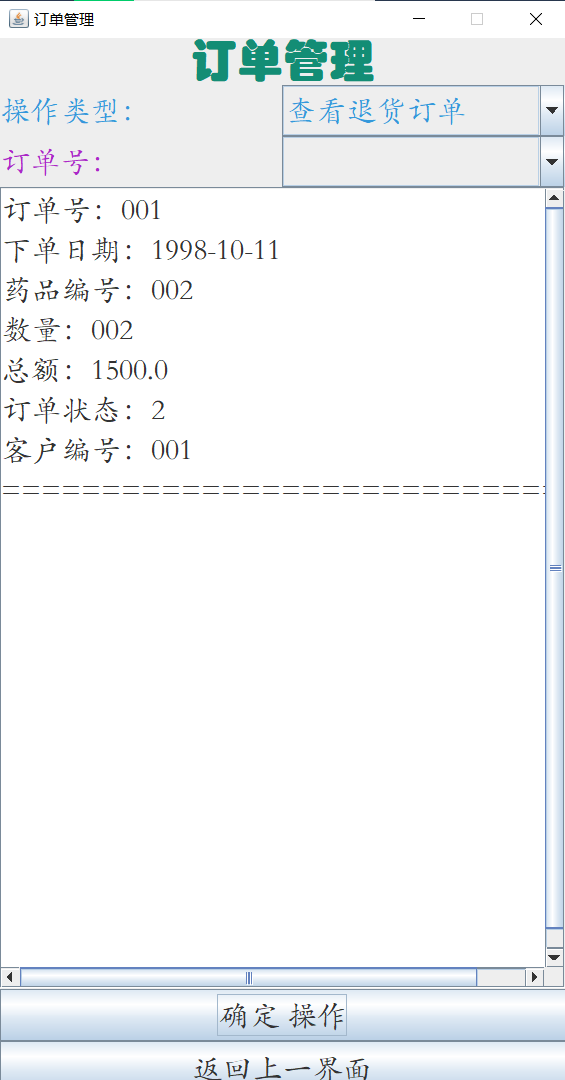 订单管理
订单管理
操作类型： 查看退货订单
订单号：
订单号：001
下单日期：1998-10-11
药品编号：002
数量：002
总额：1500.0
订单状态：2
客户编号：001
============================
确定 操作
返回上一界面